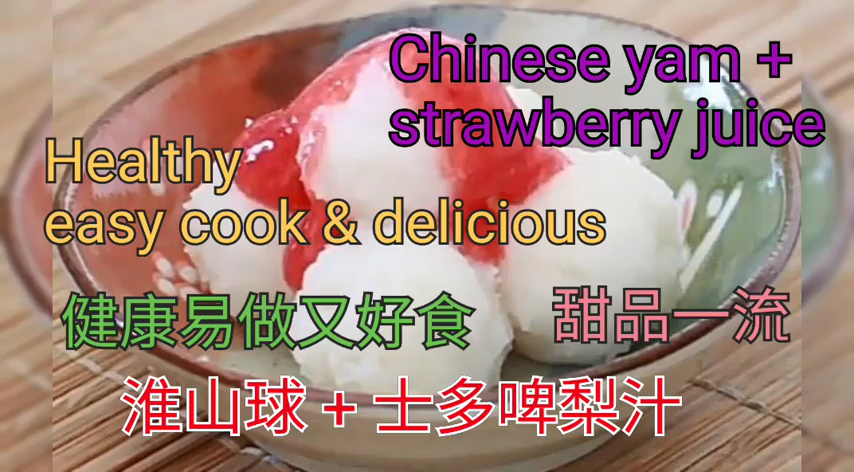 Chinese yam +
strawberry juice
Healthy
easy cook & delicious
健康易做又好食
甜品一流
淮山球 + 士多啤梨汁